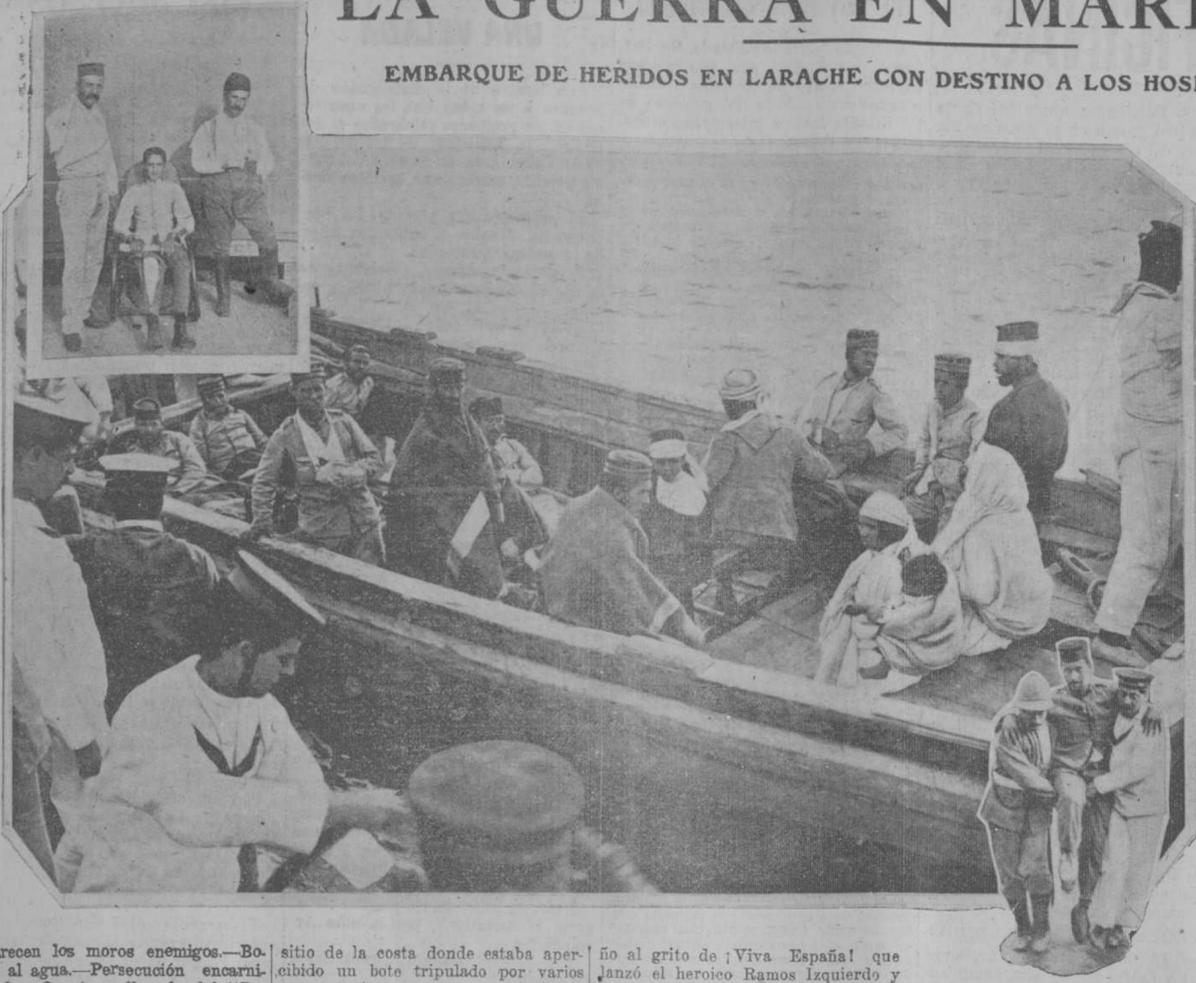 LA GUERRA EN MARR
EMBARQUE DE HERIDOS EN LARACHE CON DESTINO A LOS HOSP
recen los moros enemigos.—Bo-
al agua.—Persecución encarni-
sitio de la costa donde estaba aper-
cibido un bote tripulado por varios
ño al grito de ¡Viva España! que
lanzó el heroico Ramos Izquierdo y